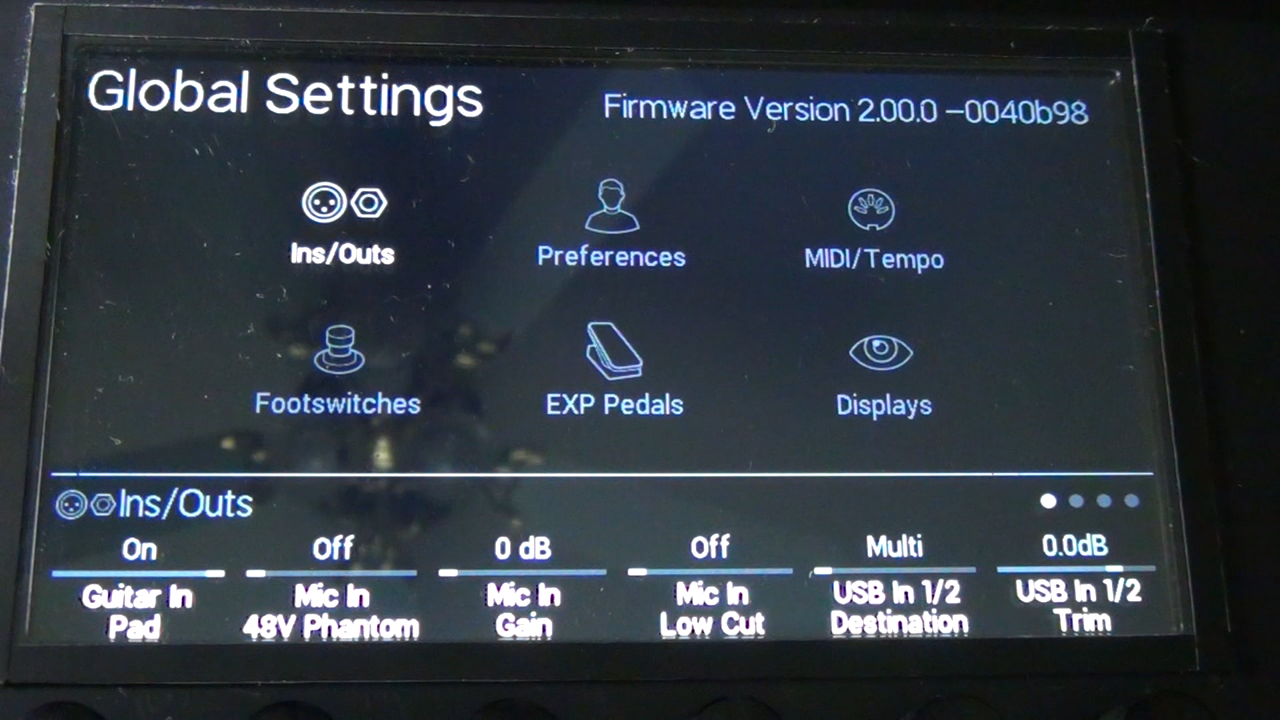 Global Settings
Firmware Version 2.00.0 -0040b98
Ins/Outs
Preferences
MIDI/Tempo
Footswitches
EXP Pedals
Displays
Ins/Outs
On
Off
0 dB
Off
Multi
0.0dB
Guitar In
Pad
Mic In
48V Phantom
Mic In
Gain
Mic In
Low Cut
USB In 1/2
Destination
USB In 1/2
Trim